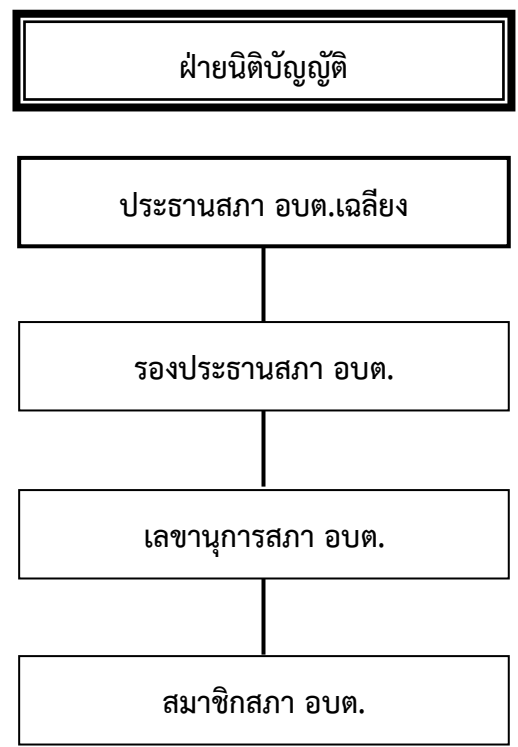 ฝ่ายนิติบัญญัติ
ประธานสภา อบต.เฉลียง
รองประธานสภา อบต.
เลขานุการสภา อบต.
สมาชิกสภา อบต.